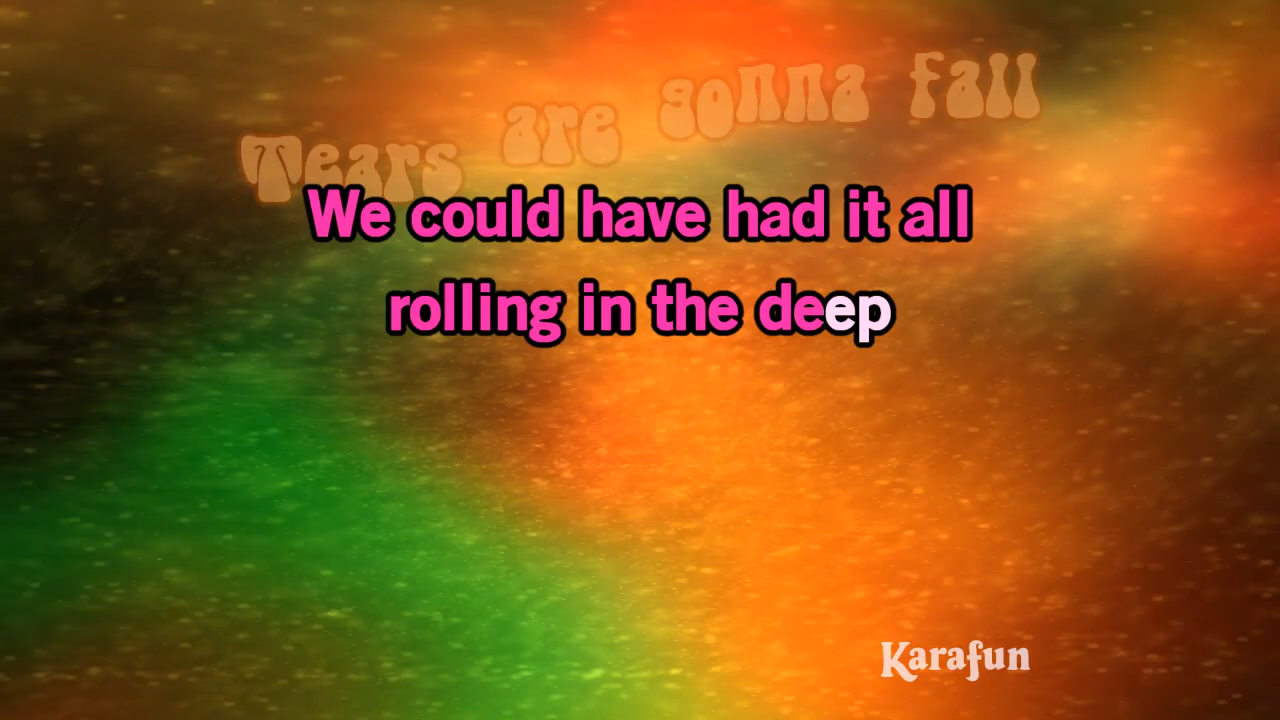 Tears are gonna fall
We could have had it all
rolling in the deep
Karafun